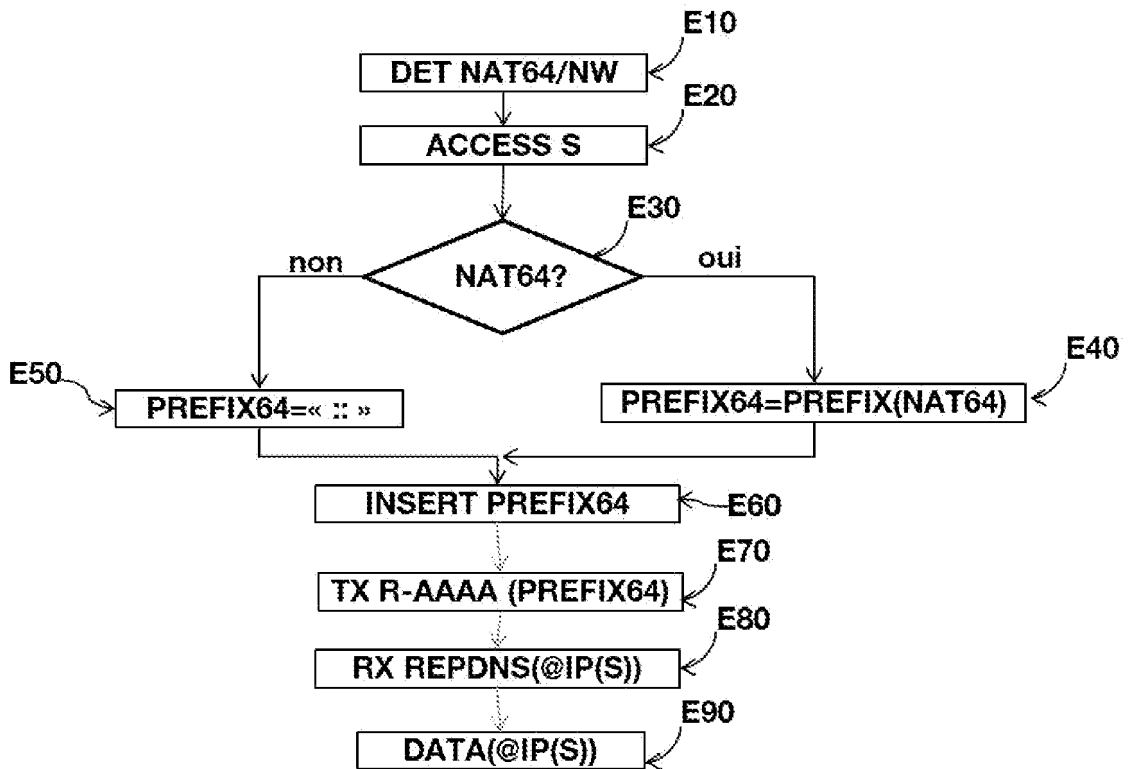 E10
DET NAT64/NW
E20
ACCESS S
E30
non
NAT64?
oui
E50
PREFIX64=« :: »
E40
PREFIX64=PREFIX(NAT64)
INSERT PREFIX64
E60
E70
TX R-AAAA (PREFIX64)
E80
RX REPDNS(@IP(S))
E90
DATA(@IP(S))